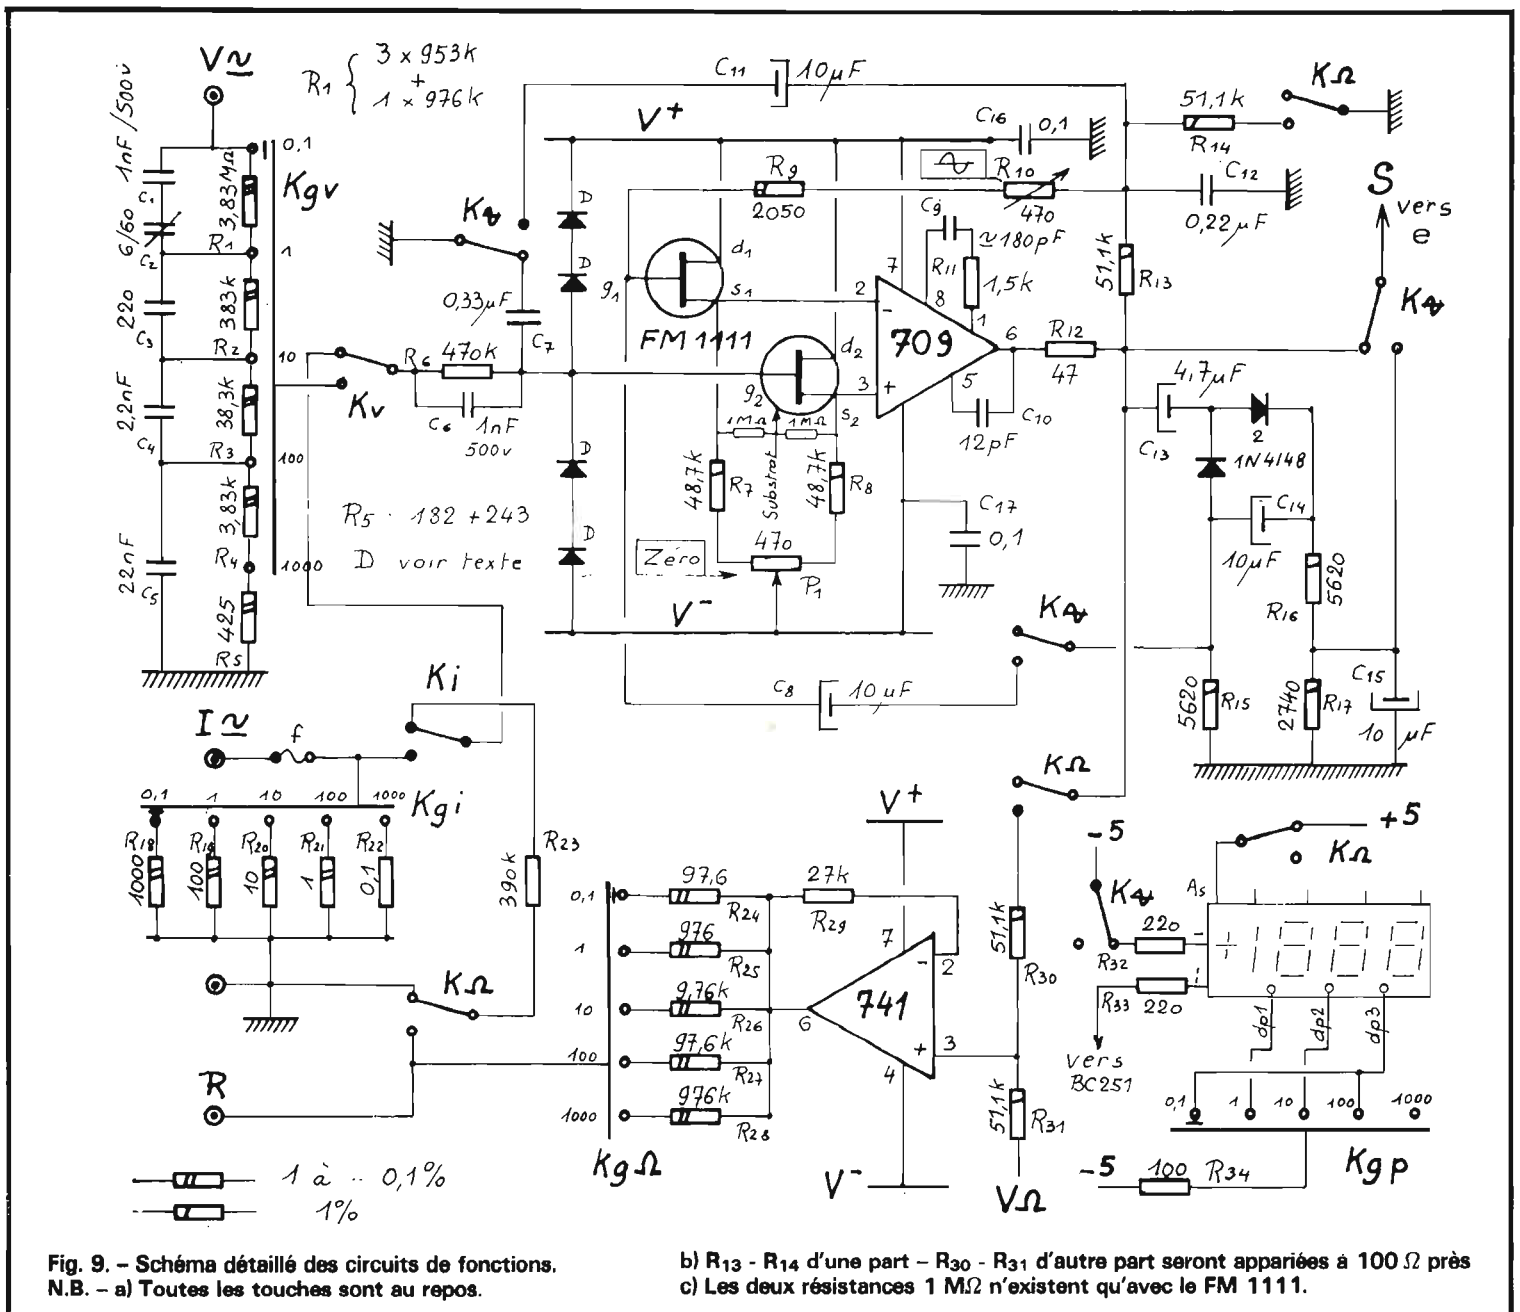 V≂
R1 { 3 x 953k
+
1 x 976k
C11 10µF
KΩ
51,1k
R14
V+
C16 0,1
1nF/500v
C1
0,1
3,83MΩ
Kgv
R9
2050
R10
470
C12
0,22µF
S
vers
e
6/60
C2
R1
1
K∿
d1
C9
≃180pF
R11
1,5k
51,1k
R13
g1
s1
FM1111
7
2
-
8
1
709
6
R12
47
K∿
220
C3
383k
R2
10
0,33µF
C7
R6
470k
C6
1nF
500v
Kv
d2
g2
s2
3
+
5
C10
12pF
4,7µF
C13
2
1N4148
D
D
D
D
2,2nF
C4
38,3k
R3
100
1MΩ
1MΩ
48,7k
R7
Substrat
48,7k
R8
C14
10µF
C17
0,1
3,83k
R4
1000
R5 · 182 + 243
D voir texte
Zéro
470
P1
5620
R16
22nF
C5
425
R5
V-
K∿
Ki
C8
10µF
5620
R15
2740
R17
C15
10 µF
I≂
f
0,1
1
10
100
1000
Kgi
R18
R19
R20
R21
R22
1000
100
10
1
0,1
R23
390k
KΩ
V+
-5
+5
KΩ
As
K∿
0,1
97,6
R24
27k
R29
51,1k
R30
220
R32
-
+1888
1
976
R25
7
-
2
R33
220
KΩ
10
9,76k
R26
6
741
vers
BC251
dp1
dp2
dp3
100
97,6k
R27
+
3
4
R
1000
976k
R28
51,1k
R31
0,1
1
10
100
1000
KgΩ
Kgp
V-
VΩ
-5
100
R34
1 à ·· 0,1%
1%
Fig. 9. – Schéma détaillé des circuits de fonctions.
N.B. – a) Toutes les touches sont au repos.
b) R13 - R14 d'une part – R30 - R31 d'autre part seront appariées à 100 Ω près
c) Les deux résistances 1 MΩ n'existent qu'avec le FM 1111.